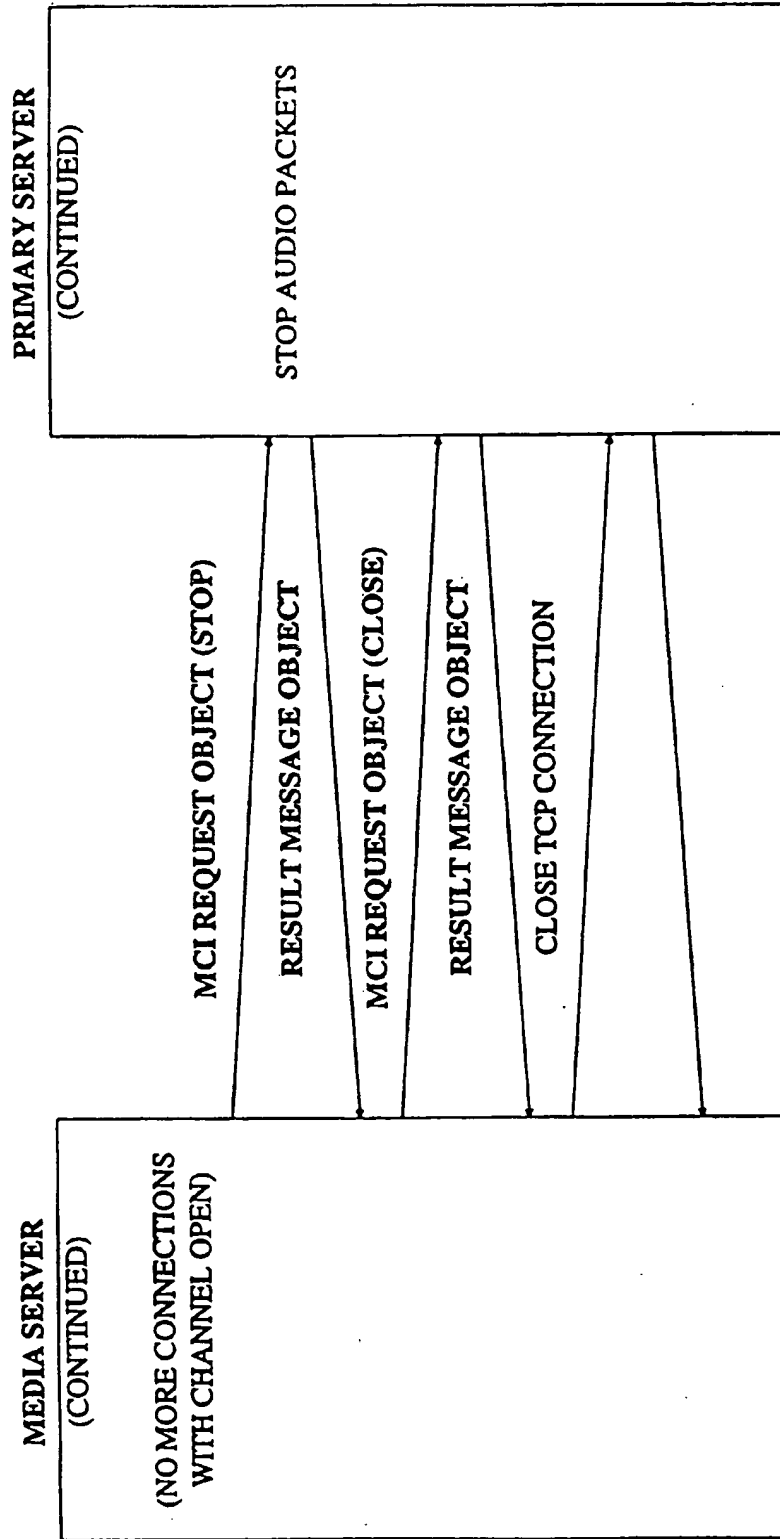 MEDIA SERVER
(CONTINUED)
(NO MORE CONNECTIONS
WITH CHANNEL OPEN)
PRIMARY SERVER
(CONTINUED)
MCI REQUEST OBJECT (STOP)
STOP AUDIO PACKETS
RESULT MESSAGE OBJECT
MCI REQUEST OBJECT (CLOSE)
RESULT MESSAGE OBJECT
CLOSE TCP CONNECTION